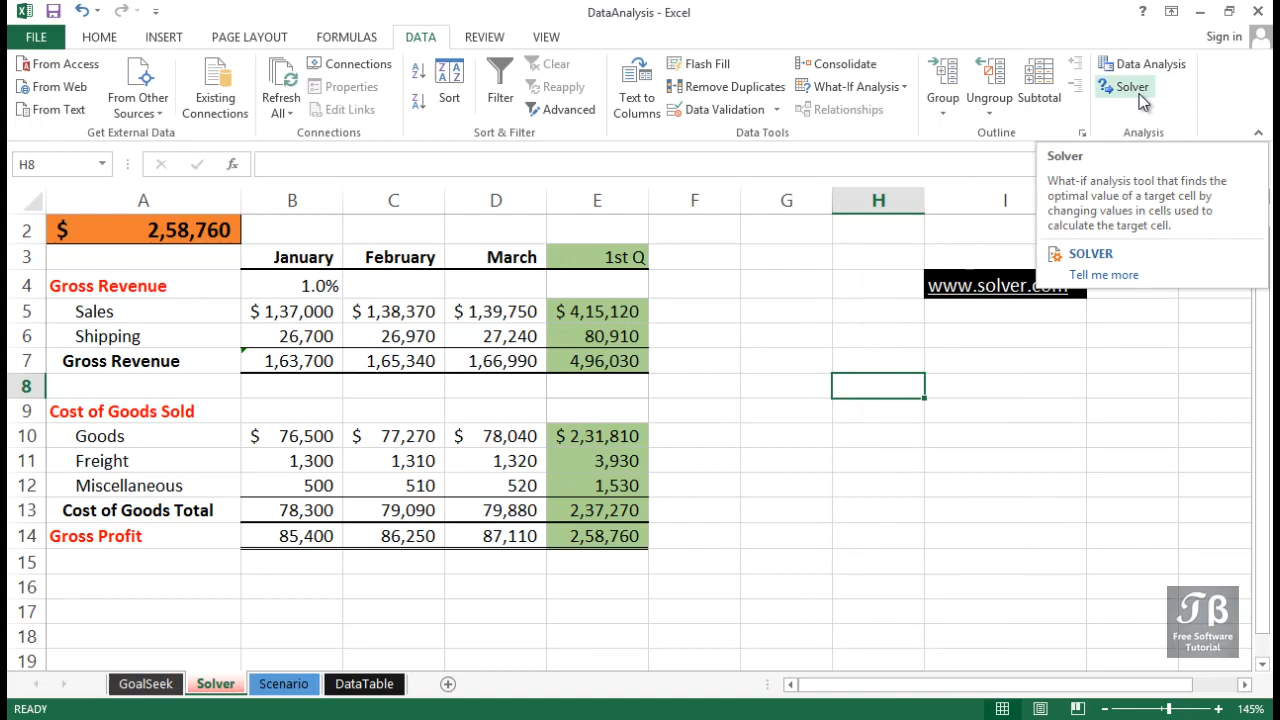 DataAnalysis - Excel
?
Sign in
FILE HOME INSERT PAGE LAYOUT FORMULAS DATA REVIEW VIEW
From Access
From Web
From Text
From Other Sources
Existing Connections
Get External Data
Refresh All
Connections
Properties
Edit Links
Connections
Sort
Filter
Clear
Reapply
Advanced
Sort & Filter
Text to Columns
Flash Fill
Remove Duplicates
Data Validation
Consolidate
What-If Analysis
Relationships
Data Tools
Group
Ungroup
Subtotal
Outline
Data Analysis
Solver
Analysis
H8
fx
Solver
What-if analysis tool that finds the
optimal value of a target cell by
changing values in cells used to
calculate the target cell.
SOLVER
Tell me more
A B C D E F G H I
2 $ 2,58,760
3 January February March 1st Q
4 Gross Revenue 1.0% www.solver.com
5 Sales $ 1,37,000 $ 1,38,370 $ 1,39,750 $ 4,15,120
6 Shipping 26,700 26,970 27,240 80,910
7 Gross Revenue 1,63,700 1,65,340 1,66,990 4,96,030
8
9 Cost of Goods Sold
10 Goods $ 76,500 $ 77,270 $ 78,040 $ 2,31,810
11 Freight 1,300 1,310 1,320 3,930
12 Miscellaneous 500 510 520 1,530
13 Cost of Goods Total 78,300 79,090 79,880 2,37,270
14 Gross Profit 85,400 86,250 87,110 2,58,760
15
16
17
18
19
TB
Free Software
Tutorial
GoalSeek Solver Scenario DataTable
READY
145%